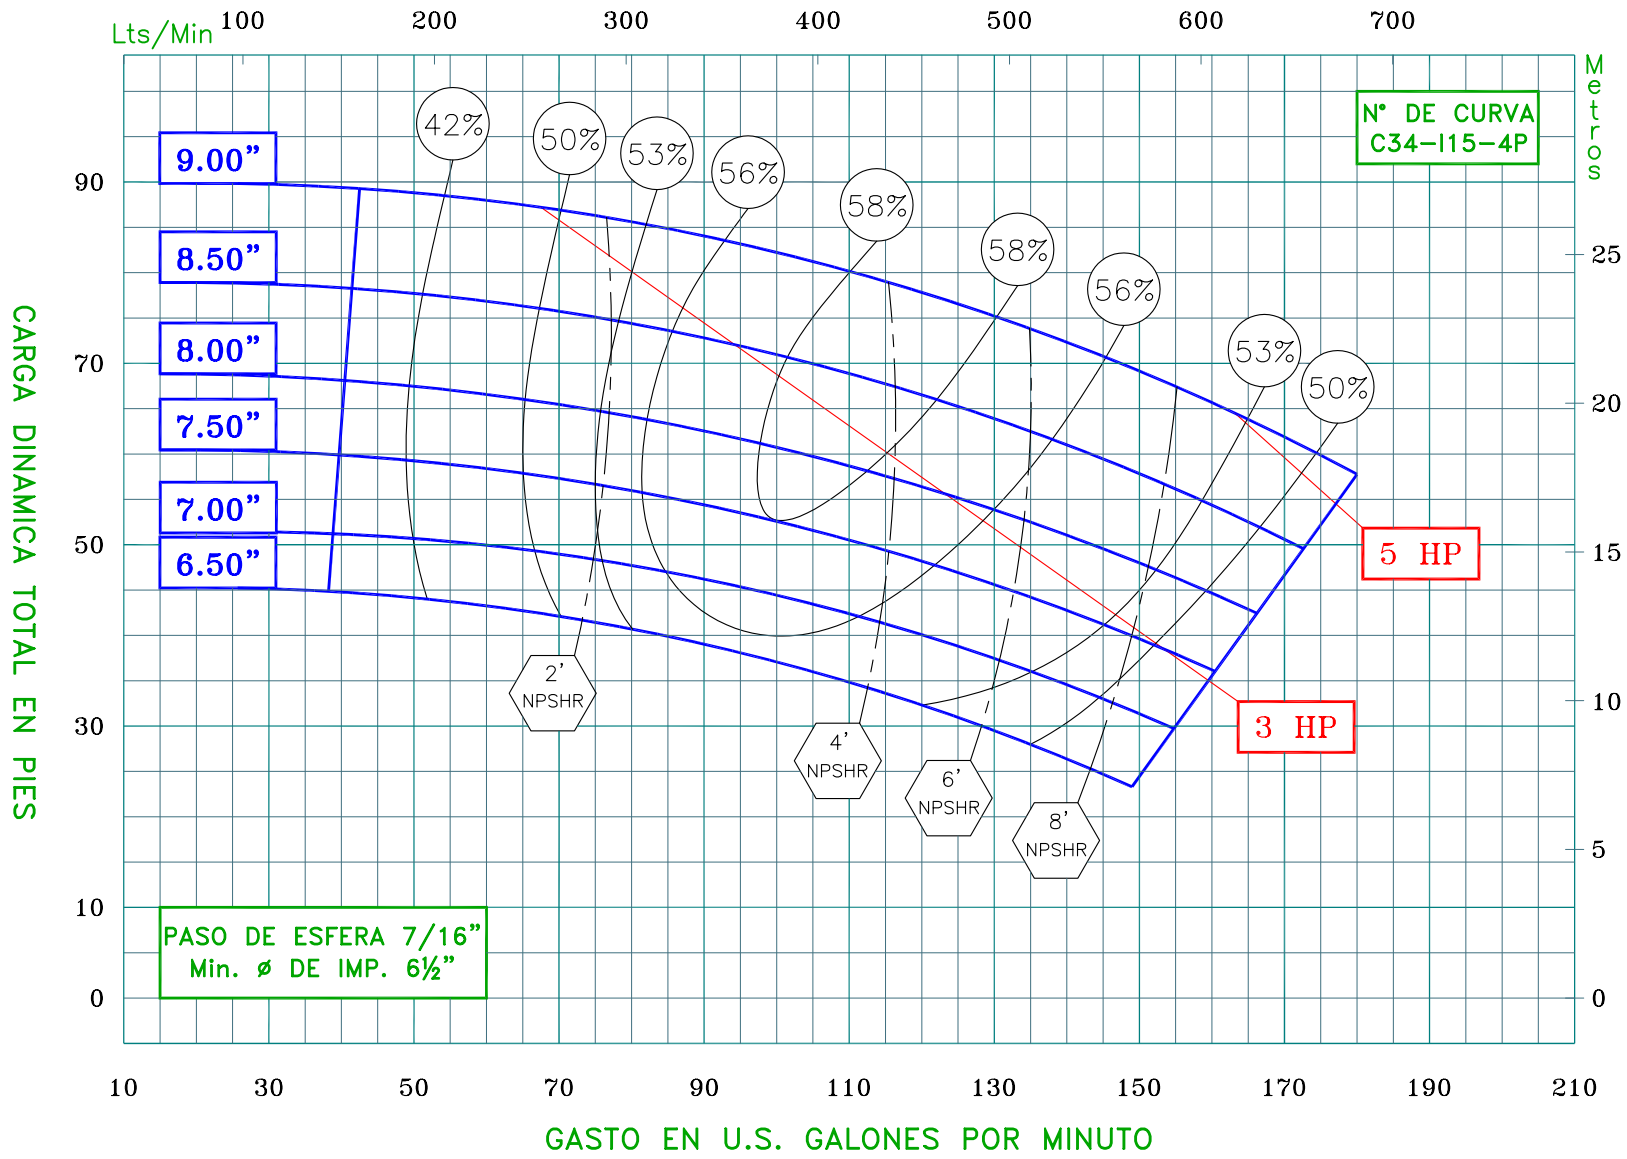 100 200 300 400 500 600 700
Lts/Min
Metros
N° DE CURVA
C34-I15-4P
42% 50% 53% 56% 58% 58% 56% 53% 50%
9.00”
8.50”
8.00”
7.50”
7.00”
6.50”
90
70
50
30
10
0
25
20
15
10
5
0
CARGA DINAMICA TOTAL EN PIES
5 HP
3 HP
2’
NPSHR
4’
NPSHR
6’
NPSHR
8’
NPSHR
PASO DE ESFERA 7/16”
Min. ø DE IMP. 6½”
10 30 50 70 90 110 130 150 170 190 210
GASTO EN U.S. GALONES POR MINUTO